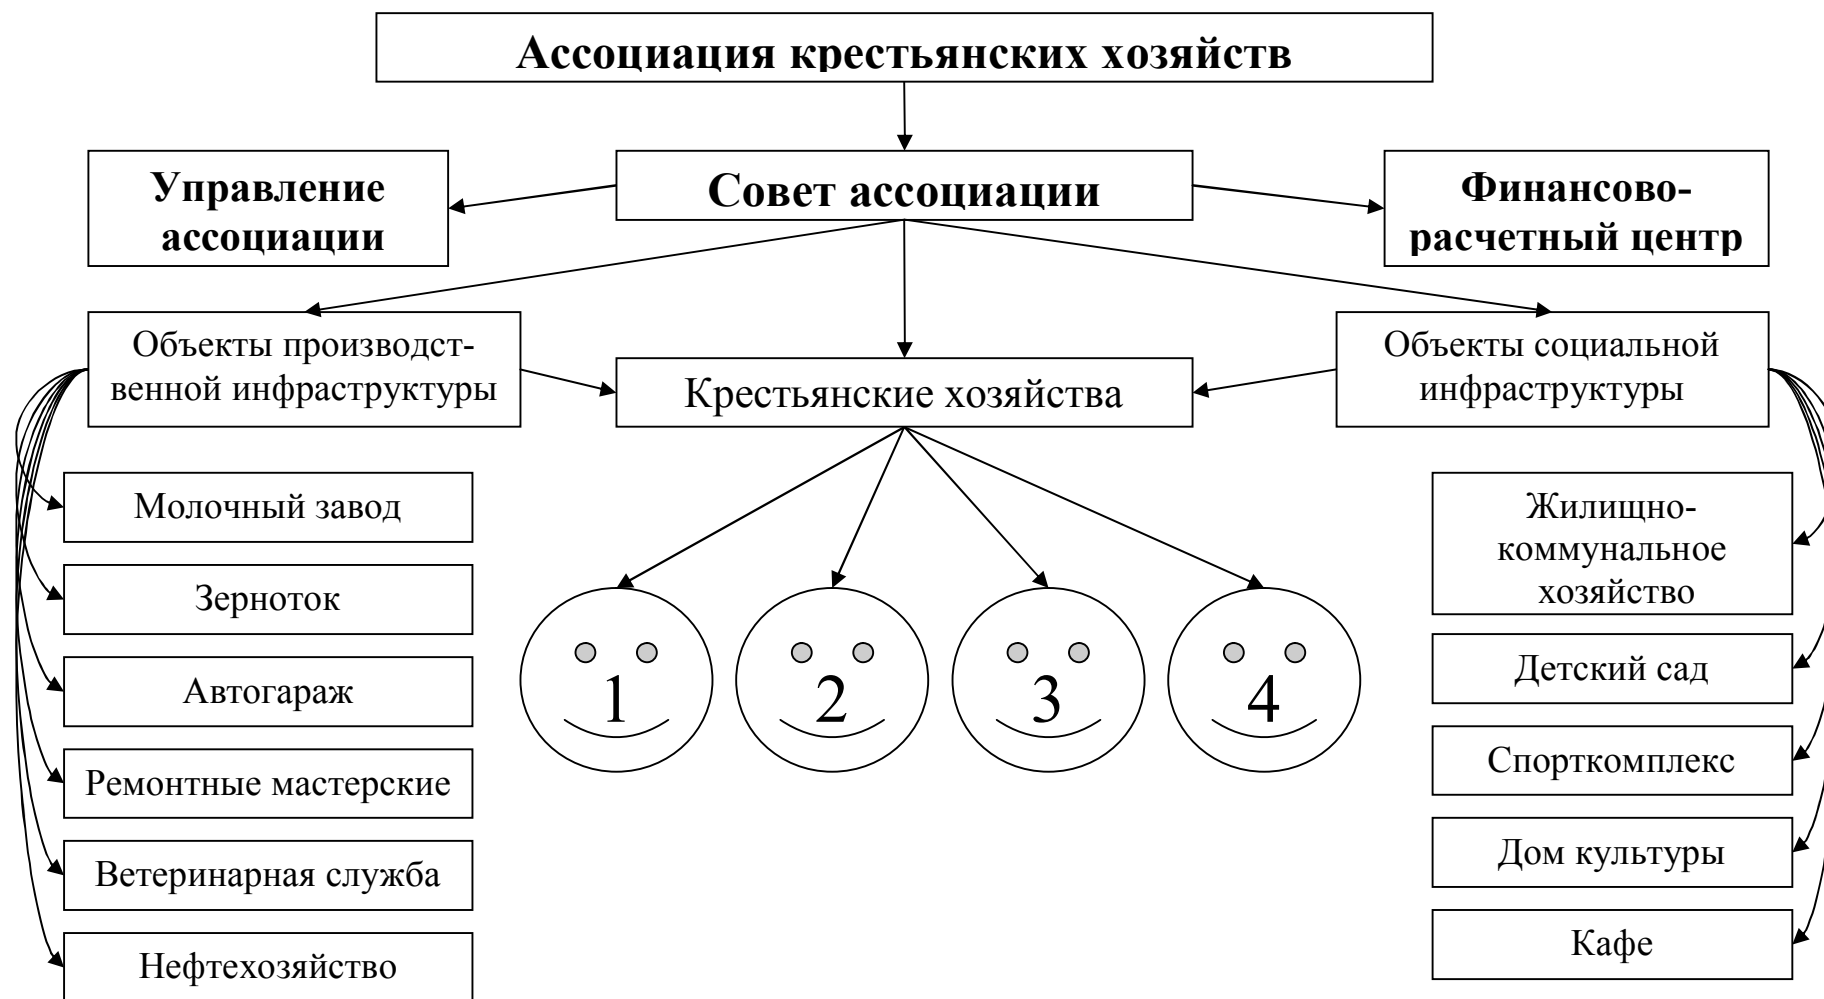 Ассоциация крестьянских хозяйств
Управление
ассоциации
Совет ассоциации
Финансово-
расчетный центр
Объекты производст-
венной инфраструктуры
Крестьянские хозяйства
Объекты социальной
инфраструктуры
Молочный завод
Зерноток
Автогараж
Ремонтные мастерские
Ветеринарная служба
Нефтехозяйство
1
2
3
4
Жилищно-
коммунальное
хозяйство
Детский сад
Спорткомплекс
Дом культуры
Кафе